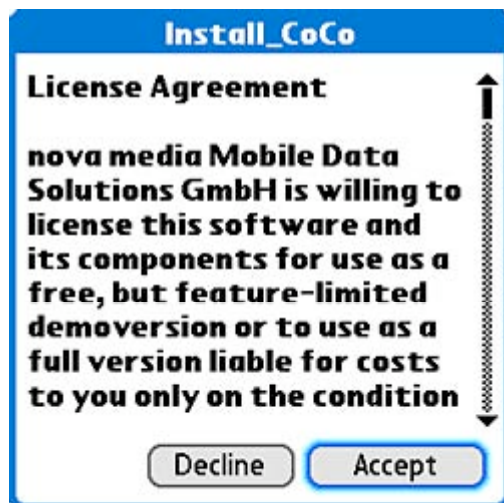 Install_CoCo
License Agreement
nova media Mobile Data
Solutions GmbH is willing to
license this software and
its components for use as a
free, but feature-limited
demoversion or to use as a
full version liable for costs
to you only on the condition
Decline
Accept